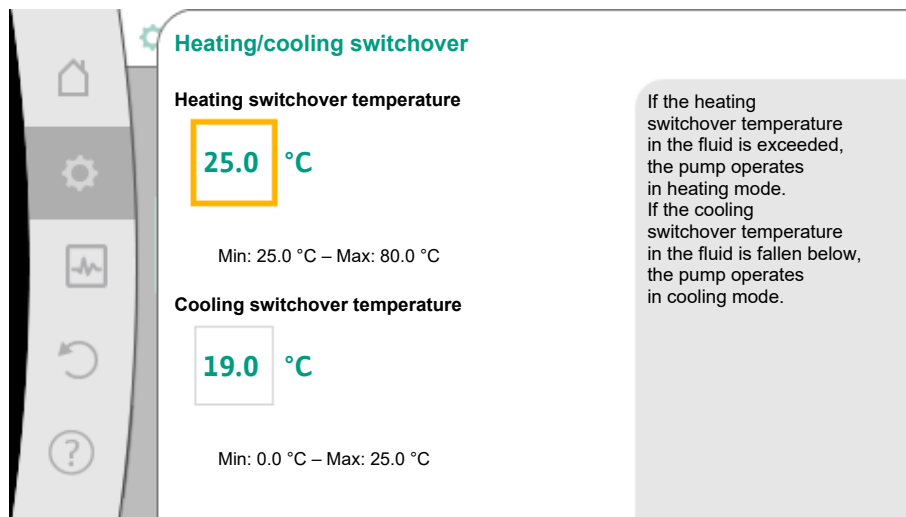 Heating/cooling switchover
Heating switchover temperature
25.0 °C
Min: 25.0 °C – Max: 80.0 °C
Cooling switchover temperature
19.0 °C
Min: 0.0 °C – Max: 25.0 °C
If the heating
switchover temperature
in the fluid is exceeded,
the pump operates
in heating mode.
If the cooling
switchover temperature
in the fluid is fallen below,
the pump operates
in cooling mode.
?